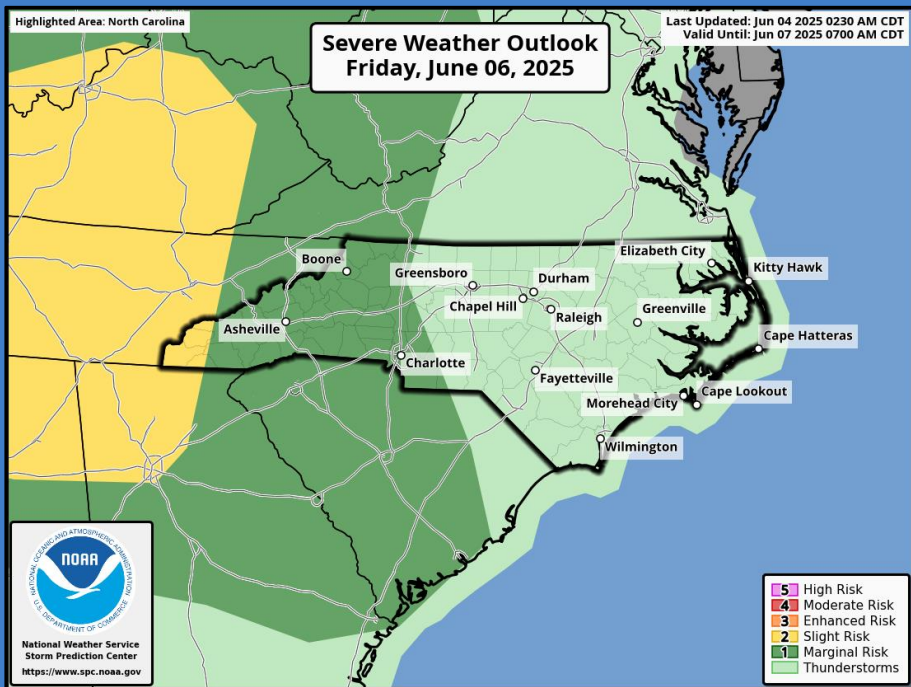 Highlighted Area: North Carolina
Severe Weather Outlook
Friday, June 06, 2025
Last Updated: Jun 04 2025 0230 AM CDT
Valid Until: Jun 07 2025 0700 AM CDT
Boone
Elizabeth City
Greensboro
Durham
Kitty Hawk
Chapel Hill
Raleigh
Greenville
Asheville
Cape Hatteras
Charlotte
Fayetteville
Cape Lookout
Morehead City
Wilmington
NATIONAL OCEANIC AND ATMOSPHERIC ADMINISTRATION
NOAA
U.S. DEPARTMENT OF COMMERCE
National Weather Service
Storm Prediction Center
https://www.spc.noaa.gov
5 High Risk
4 Moderate Risk
3 Enhanced Risk
2 Slight Risk
1 Marginal Risk
Thunderstorms